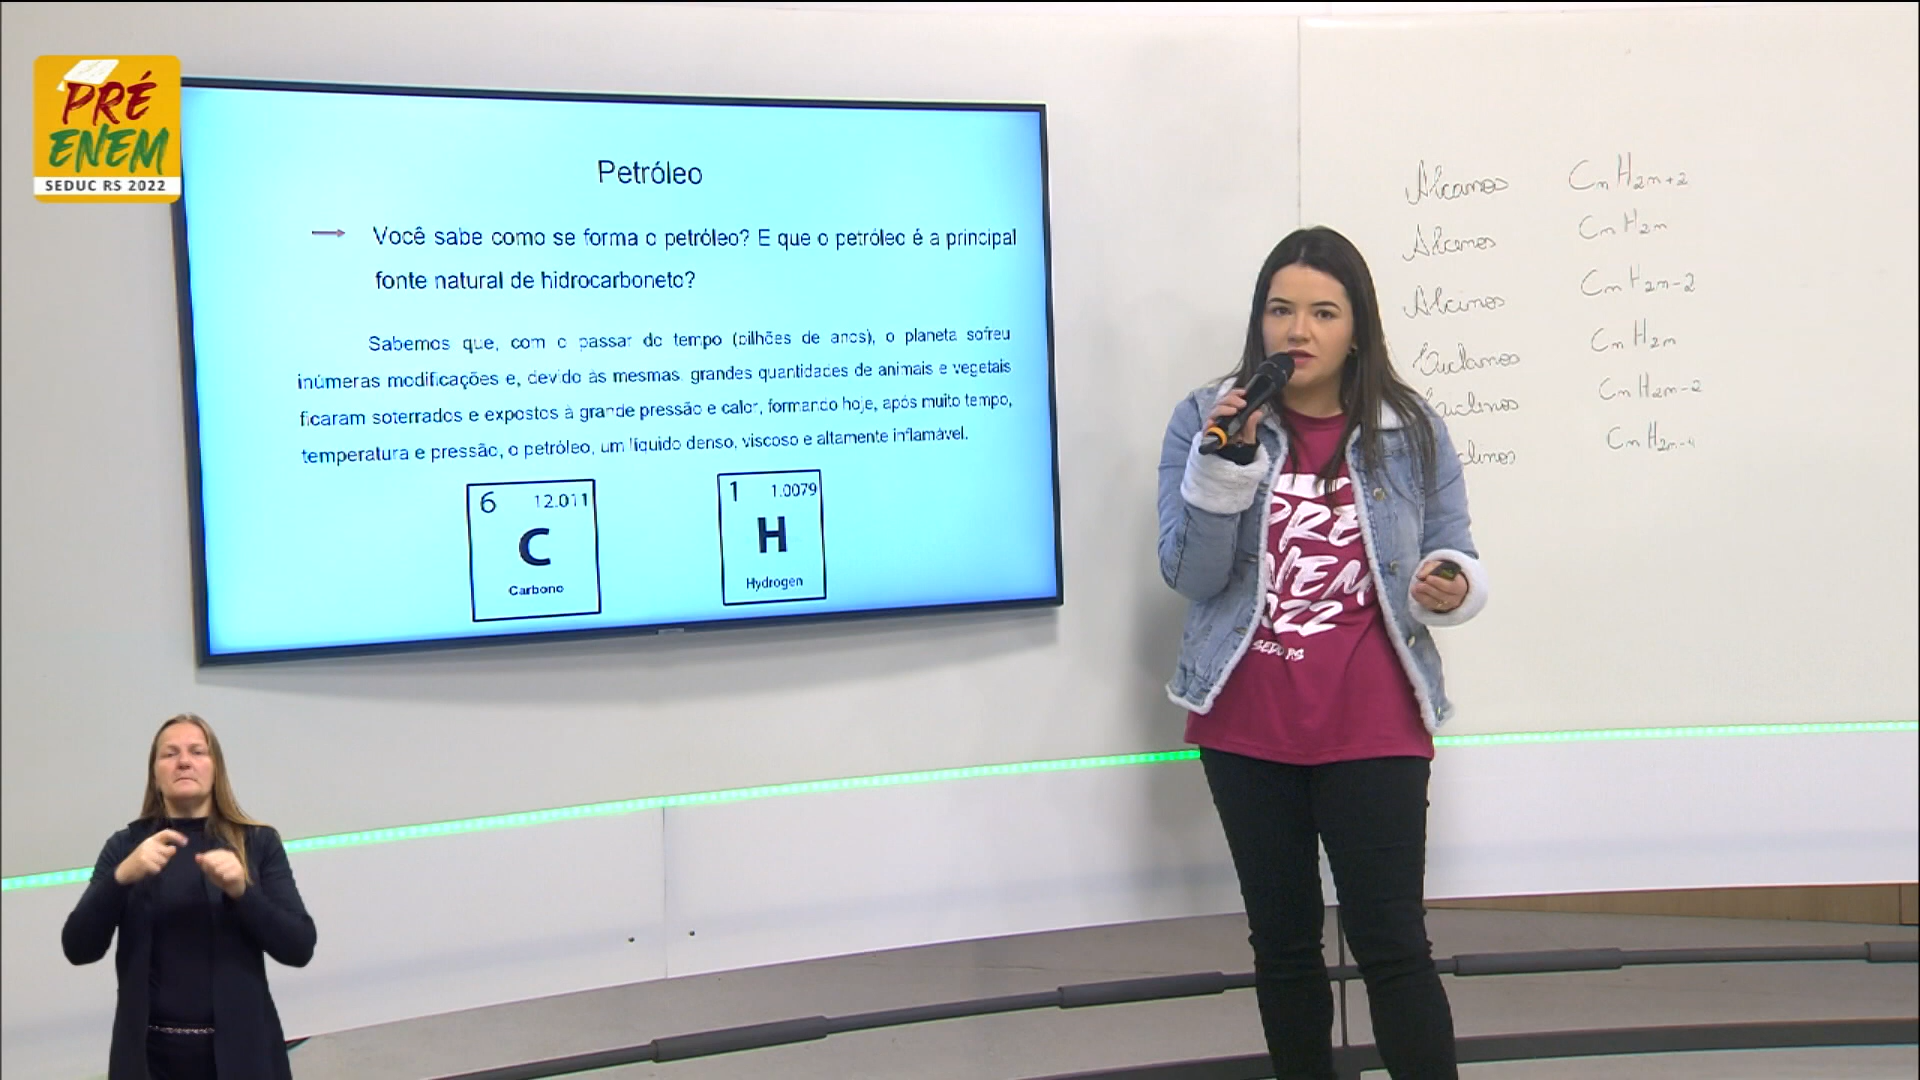 PRÉ
ENEM
SEDUC RS 2022
Petróleo
Você sabe como se forma o petróleo? E que o petróleo é a principal
fonte natural de hidrocarboneto?
Sabemos que, com o passar do tempo (bilhões de anos), o planeta sofreu
inúmeras modificações e, devido às mesmas, grandes quantidades de animais e vegetais
ficaram soterrados e expostos à grande pressão e calor, formando hoje, após muito tempo,
temperatura e pressão, o petróleo, um líquido denso, viscoso e altamente inflamável.
6 12.011
C
Carbono
1 1.0079
H
Hydrogen
Alcanos CnH2n+2
Alcenos CnH2n
Alcinos CnH2n-2
CnH2n
CnH2n-2
CnH2n-4
PRÉ
ENEM
2022
SEDUC RS